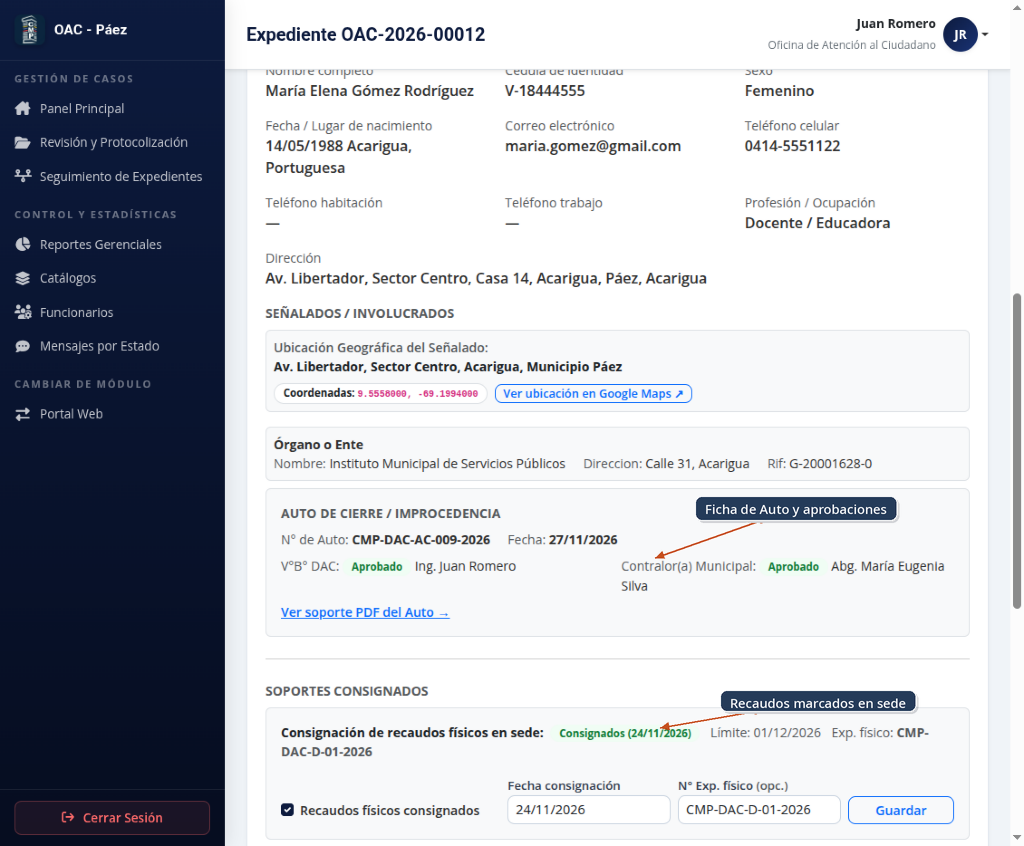 OAC - Páez
GESTIÓN DE CASOS
Panel Principal
Revisión y Protocolización
Seguimiento de Expedientes
CONTROL Y ESTADÍSTICAS
Reportes Gerenciales
Catálogos
Funcionarios
Mensajes por Estado
CAMBIAR DE MÓDULO
Portal Web
Cerrar Sesión
Expediente OAC-2026-00012
Juan Romero
Oficina de Atención al Ciudadano
JR
Nombre completo Cédula de identidad Sexo
María Elena Gómez Rodríguez V-18444555 Femenino
Fecha / Lugar de nacimiento Correo electrónico Teléfono celular
14/05/1988 Acarigua, maria.gomez@gmail.com 0414-5551122
Portuguesa
Teléfono habitación Teléfono trabajo Profesión / Ocupación
— — Docente / Educadora
Dirección
Av. Libertador, Sector Centro, Casa 14, Acarigua, Páez, Acarigua
SEÑALADOS / INVOLUCRADOS
Ubicación Geográfica del Señalado:
Av. Libertador, Sector Centro, Acarigua, Municipio Páez
Coordenadas: 9.5558000, -69.1994000 Ver ubicación en Google Maps ↗
Órgano o Ente
Nombre: Instituto Municipal de Servicios Públicos Direccion: Calle 31, Acarigua Rif: G-20001628-0
Ficha de Auto y aprobaciones
AUTO DE CIERRE / IMPROCEDENCIA
N° de Auto: CMP-DAC-AC-009-2026 Fecha: 27/11/2026
V°B° DAC: Aprobado Ing. Juan Romero Contralor(a) Municipal: Aprobado Abg. María Eugenia
Silva
Ver soporte PDF del Auto →
SOPORTES CONSIGNADOS
Recaudos marcados en sede
Consignación de recaudos físicos en sede: Consignados (24/11/2026) Límite: 01/12/2026 Exp. físico: CMP-
DAC-D-01-2026
Fecha consignación N° Exp. físico (opc.)
Recaudos físicos consignados 24/11/2026 CMP-DAC-D-01-2026 Guardar